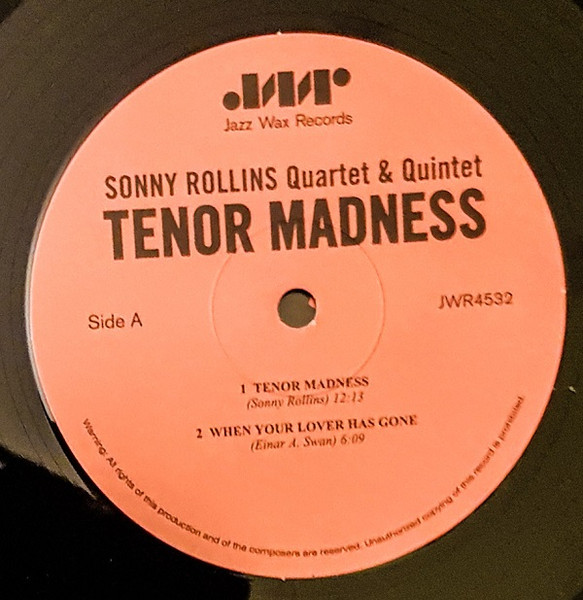 JWR
Jazz Wax Records
SONNY ROLLINS Quartet & Quintet
TENOR MADNESS
Side A
JWR4532
1 TENOR MADNESS
(Sonny Rollins) 12:13
2 WHEN YOUR LOVER HAS GONE
(Einar A. Swan) 6:09
Warning: All rights of this production and of the composers are reserved. Unauthorized copying of this record is prohibited.